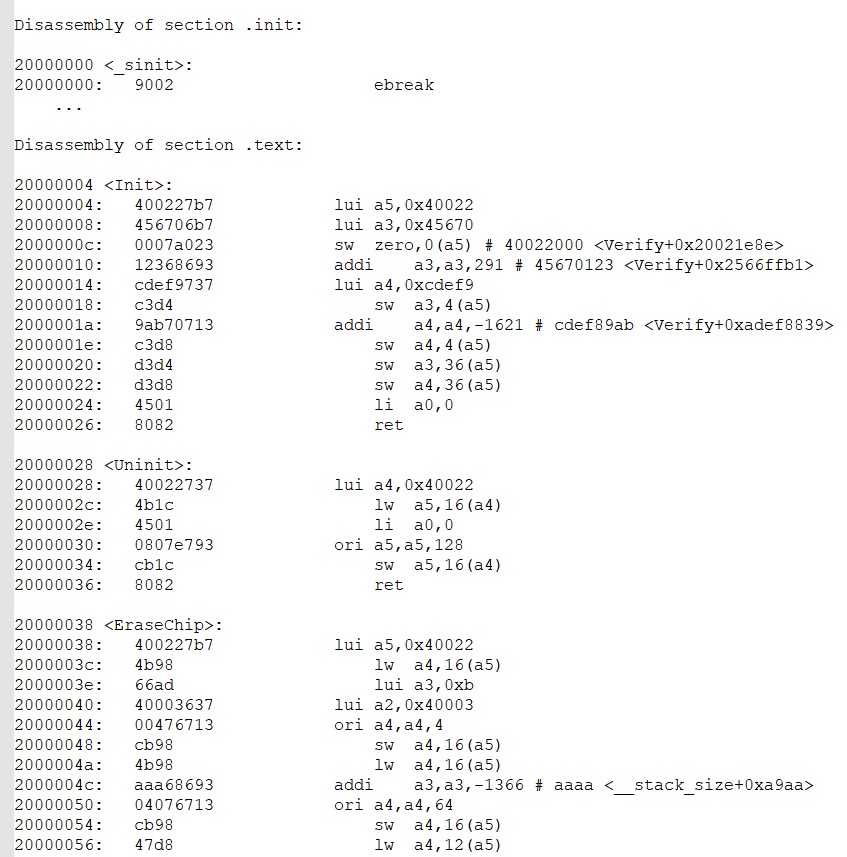 Disassembly of section .init:
20000000 <_sinit>:
20000000: 9002 ebreak
...
Disassembly of section .text:
20000004 <Init>:
20000004: 400227b7 lui a5,0x40022
20000008: 456706b7 lui a3,0x45670
2000000c: 0007a023 sw zero,0(a5) # 40022000 <Verify+0x20021e8e>
20000010: 12368693 addi a3,a3,291 # 45670123 <Verify+0x2566ffb1>
20000014: cdef9737 lui a4,0xcdef9
20000018: c3d4 sw a3,4(a5)
2000001a: 9ab70713 addi a4,a4,-1621 # cdef89ab <Verify+0xadef8839>
2000001e: c3d8 sw a4,4(a5)
20000020: d3d4 sw a3,36(a5)
20000022: d3d8 sw a4,36(a5)
20000024: 4501 li a0,0
20000026: 8082 ret
20000028 <Uninit>:
20000028: 40022737 lui a4,0x40022
2000002c: 4b1c lw a5,16(a4)
2000002e: 4501 li a0,0
20000030: 0807e793 ori a5,a5,128
20000034: cb1c sw a5,16(a4)
20000036: 8082 ret
20000038 <EraseChip>:
20000038: 400227b7 lui a5,0x40022
2000003c: 4b98 lw a4,16(a5)
2000003e: 66ad lui a3,0xb
20000040: 40003637 lui a2,0x40003
20000044: 00476713 ori a4,a4,4
20000048: cb98 sw a4,16(a5)
2000004a: 4b98 lw a4,16(a5)
2000004c: aaa68693 addi a3,a3,-1366 # aaaa <__stack_size+0xa9aa>
20000050: 04076713 ori a4,a4,64
20000054: cb98 sw a4,16(a5)
20000056: 47d8 lw a4,12(a5)